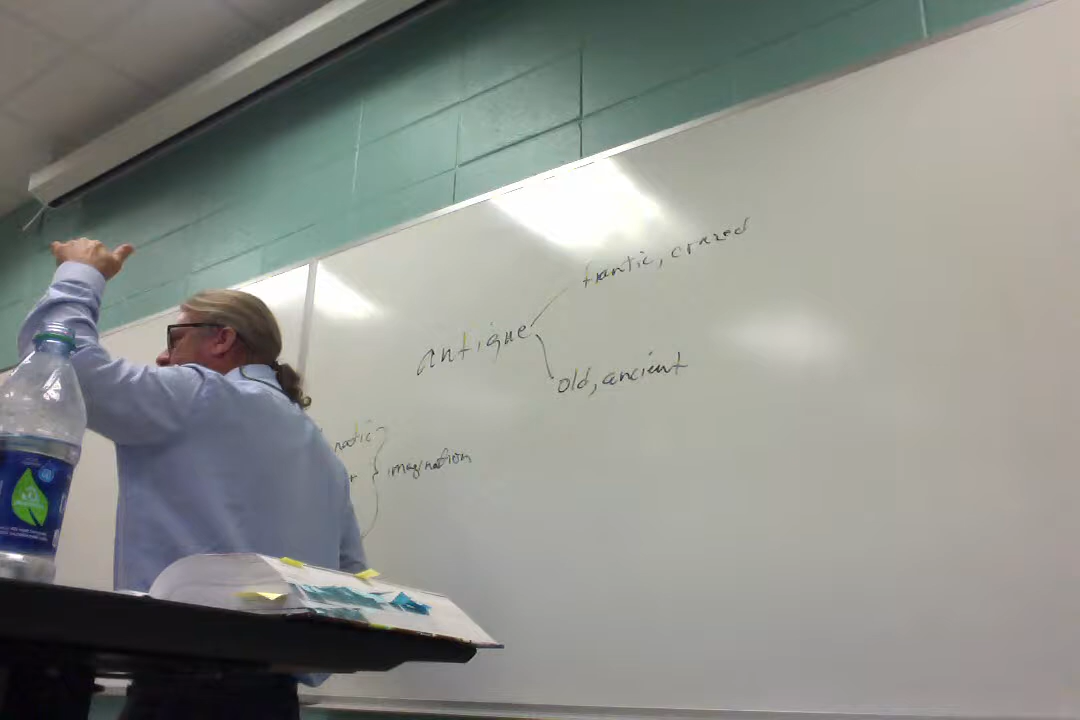 frantic, crazed
antique
old, ancient
imagination